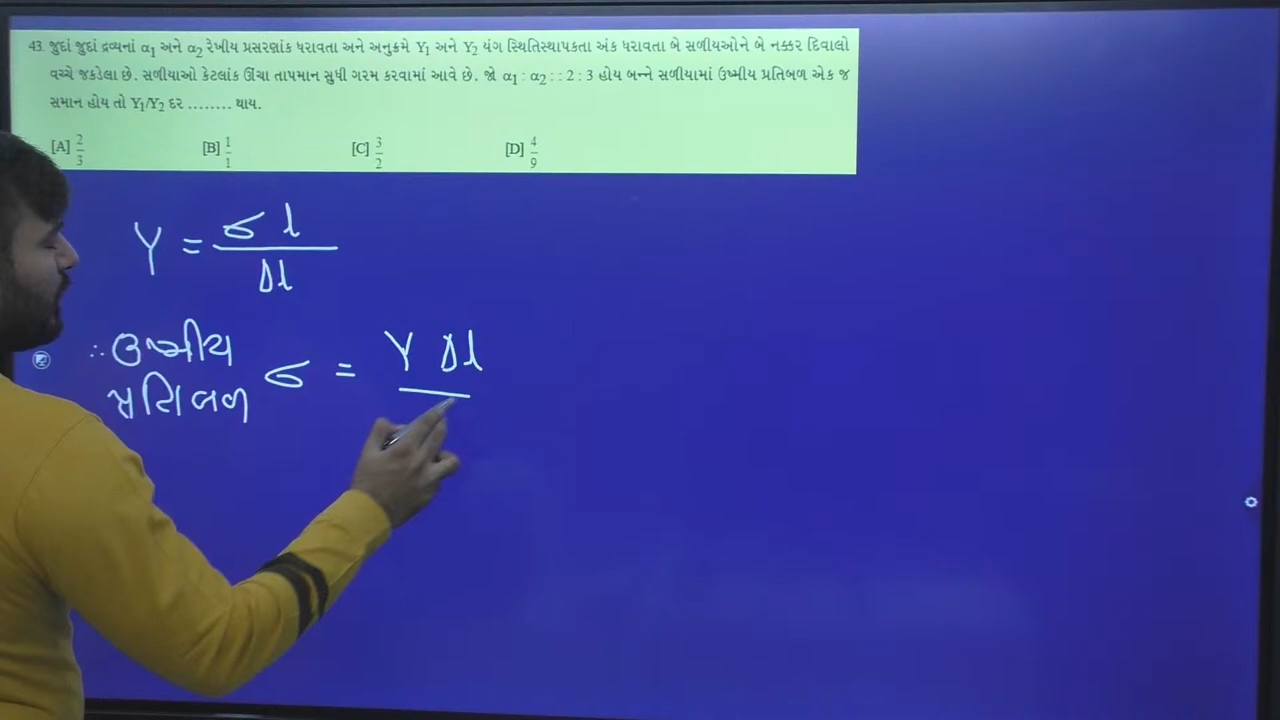 43. જુદાં જુદાં દ્રવ્યનાં α₁ અને α₂ રેખીય પ્રસરણાંક ધરાવતા અને અનુક્રમે Y₁ અને Y₂ યંગ સ્થિતિસ્થાપકતા અંક ધરાવતા બે સળીયઓને બે નક્કર દિવાલો
વચ્ચે જકડેલા છે. સળીયાઓ કેટલાંક ઊંચા તાપમાન સુધી ગરમ કરવામાં આવે છે. જો α₁ : α₂ : : 2 : 3 હોય બન્ને સળીયામાં ઉષ્મીય પ્રતિબળ એક જ
સમાન હોય તો Y₁/Y₂ દર ........ થાય.
[A] 2/3 [B] 1/1 [C] 3/2 [D] 4/9
Y = σ l / Δl
∴ ઉષ્મીય પ્રતિબળ σ = Y Δl